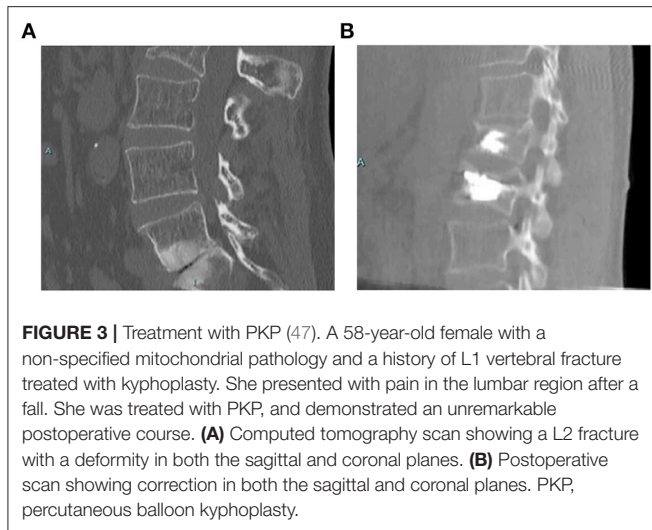 A
B
A
A
FIGURE 3 | Treatment with PKP (47). A 58-year-old female with a
non-specified mitochondrial pathology and a history of L1 vertebral fracture
treated with kyphoplasty. She presented with pain in the lumbar region after a
fall. She was treated with PKP, and demonstrated an unremarkable
postoperative course. (A) Computed tomography scan showing a L2 fracture
with a deformity in both the sagittal and coronal planes. (B) Postoperative
scan showing correction in both the sagittal and coronal planes. PKP,
percutaneous balloon kyphoplasty.